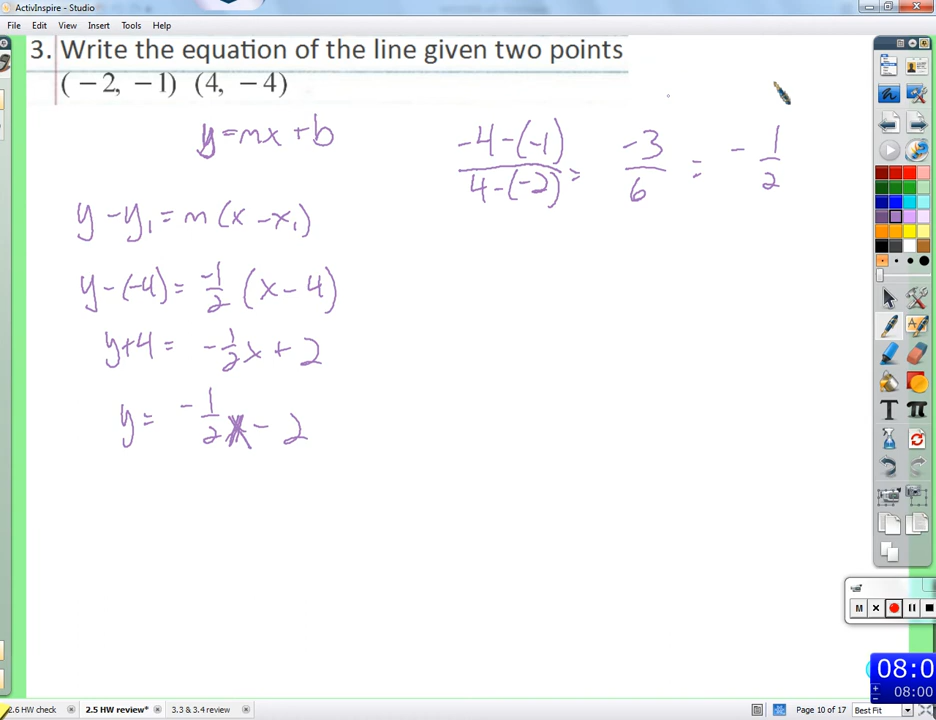 ActivInspire - Studio
File Edit View Insert Tools Help
3. Write the equation of the line given two points
(−2, −1) (4, −4)
y = mx + b
-4-(-1) / 4-(-2) = -3/6 = -1/2
y - y₁ = m (x - x₁)
y - (-4) = -1/2 (x - 4)
y + 4 = -1/2 x + 2
y = -1/2 x - 2
M
08:0
08:00
2.6 HW check 2.5 HW review* 3.3 & 3.4 review Page 10 of 17 Best Fit